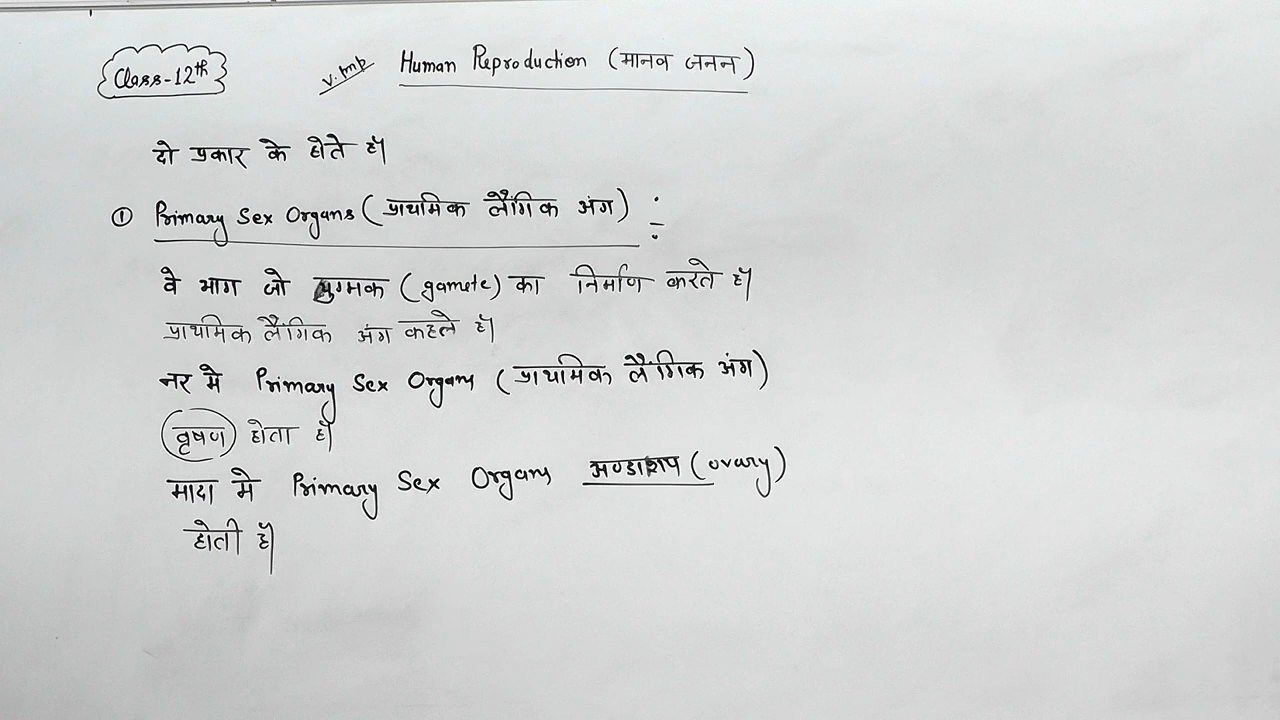 Class-12th
v. Imp
Human Reproduction (मानव जनन)
दो प्रकार के होते हैं।
① Primary Sex Organs (प्राथमिक लैंगिक अंग) :-
वे भाग जो युग्मक (gamete) का निर्माण करते हैं।
प्राथमिक लैंगिक अंग कहले हैं।
नर मे Primary Sex Organs (प्राथमिक लैंगिक अंग)
वृषण होता है।
मादा मे Primary Sex Organs अण्डाशय (ovary)
होती है।